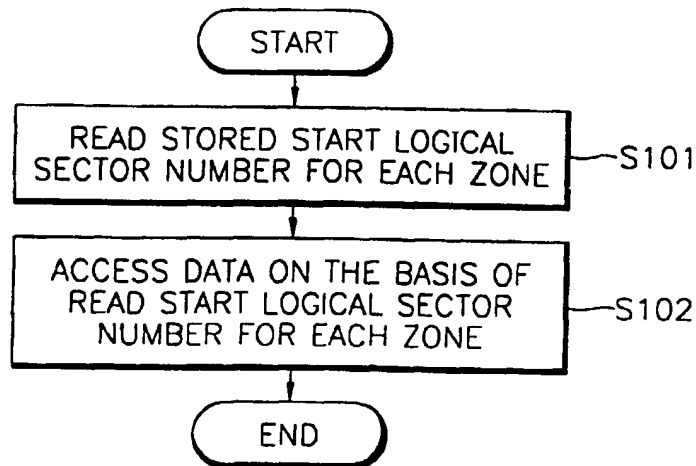 START
READ STORED START LOGICAL
SECTOR NUMBER FOR EACH ZONE
S101
ACCESS DATA ON THE BASIS OF
READ START LOGICAL SECTOR
NUMBER FOR EACH ZONE
S102
END